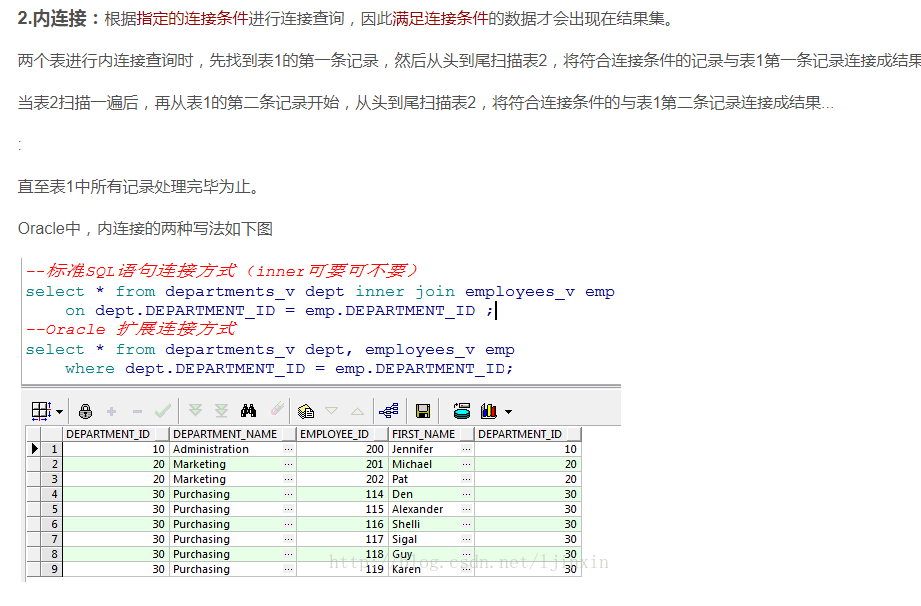 2.内连接：根据指定的连接条件进行连接查询，因此满足连接条件的数据才会出现在结果集。
两个表进行内连接查询时，先找到表1的第一条记录，然后从头到尾扫描表2，将符合连接条件的记录与表1第一条记录连接成结果
当表2扫描一遍后，再从表1的第二条记录开始，从头到尾扫描表2，将符合连接条件的与表1第二条记录连接成结果...
:
直至表1中所有记录处理完毕为止。
Oracle中，内连接的两种写法如下图
--标准SQL语句连接方式（inner可要可不要）
select * from departments_v dept inner join employees_v emp
on dept.DEPARTMENT_ID = emp.DEPARTMENT_ID ;
--Oracle 扩展连接方式
select * from departments_v dept, employees_v emp
where dept.DEPARTMENT_ID = emp.DEPARTMENT_ID;
DEPARTMENT_ID DEPARTMENT_NAME EMPLOYEE_ID FIRST_NAME DEPARTMENT_ID
1 10 Administration ... 200 Jennifer ... 10
2 20 Marketing ... 201 Michael ... 20
3 20 Marketing ... 202 Pat ... 20
4 30 Purchasing ... 114 Den ... 30
5 30 Purchasing ... 115 Alexander ... 30
6 30 Purchasing ... 116 Shelli ... 30
7 30 Purchasing ... 117 Sigal ... 30
8 30 Purchasing ... 118 Guy ... 30
9 30 Purchasing ... 119 Karen ... 30